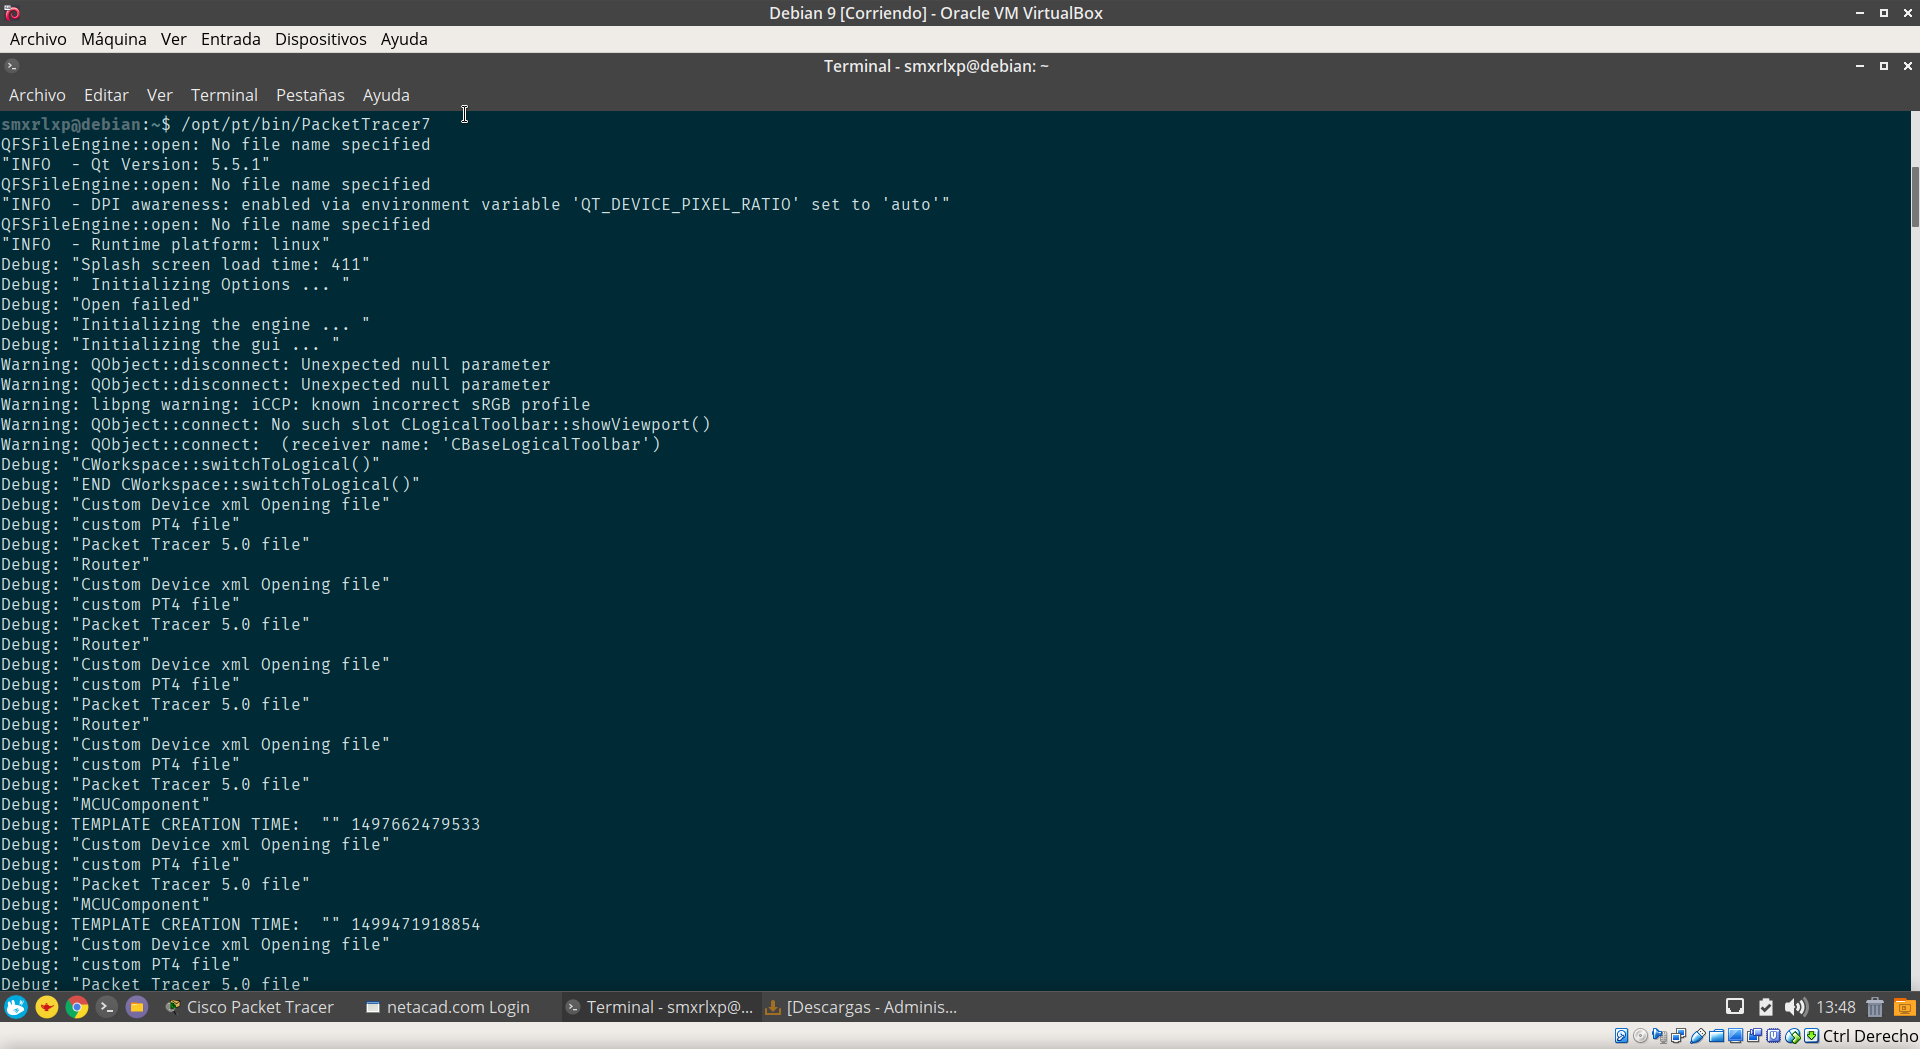 Debian 9 [Corriendo] - Oracle VM VirtualBox
Archivo Máquina Ver Entrada Dispositivos Ayuda
Terminal - smxrlxp@debian: ~
Archivo Editar Ver Terminal Pestañas Ayuda
smxrlxp@debian:~$ /opt/pt/bin/PacketTracer7
QFSFileEngine::open: No file name specified
"INFO  - Qt Version: 5.5.1"
QFSFileEngine::open: No file name specified
"INFO  - DPI awareness: enabled via environment variable 'QT_DEVICE_PIXEL_RATIO' set to 'auto'"
QFSFileEngine::open: No file name specified
"INFO  - Runtime platform: linux"
Debug: "Splash screen load time: 411"
Debug: " Initializing Options ... "
Debug: "Open failed"
Debug: "Initializing the engine ... "
Debug: "Initializing the gui ... "
Warning: QObject::disconnect: Unexpected null parameter
Warning: QObject::disconnect: Unexpected null parameter
Warning: libpng warning: iCCP: known incorrect sRGB profile
Warning: QObject::connect: No such slot CLogicalToolbar::showViewport()
Warning: QObject::connect:  (receiver name: 'CBaseLogicalToolbar')
Debug: "CWorkspace::switchToLogical()"
Debug: "END CWorkspace::switchToLogical()"
Debug: "Custom Device xml Opening file"
Debug: "custom PT4 file"
Debug: "Packet Tracer 5.0 file"
Debug: "Router"
Debug: "Custom Device xml Opening file"
Debug: "custom PT4 file"
Debug: "Packet Tracer 5.0 file"
Debug: "Router"
Debug: "Custom Device xml Opening file"
Debug: "custom PT4 file"
Debug: "Packet Tracer 5.0 file"
Debug: "Router"
Debug: "Custom Device xml Opening file"
Debug: "custom PT4 file"
Debug: "Packet Tracer 5.0 file"
Debug: "MCUComponent"
Debug: TEMPLATE CREATION TIME:  "" 1497662479533
Debug: "Custom Device xml Opening file"
Debug: "custom PT4 file"
Debug: "Packet Tracer 5.0 file"
Debug: "MCUComponent"
Debug: TEMPLATE CREATION TIME:  "" 1499471918854
Debug: "Custom Device xml Opening file"
Debug: "custom PT4 file"
Debug: "Packet Tracer 5.0 file"
Cisco Packet Tracer netacad.com Login Terminal - smxrlxp@... [Descargas - Adminis... 13:48
Ctrl Derecho